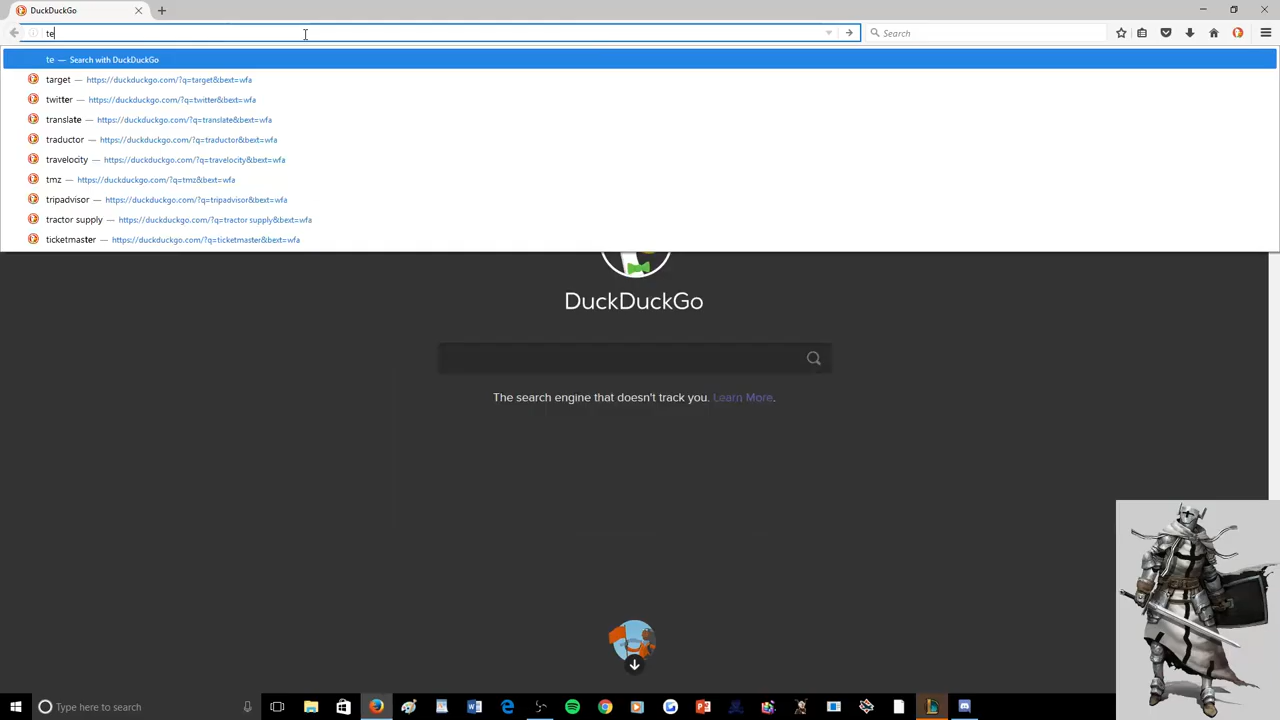 DuckDuckGo
te
Search
te — Search with DuckDuckGo
target — https://duckduckgo.com/?q=target&bext=wfa
twitter — https://duckduckgo.com/?q=twitter&bext=wfa
translate — https://duckduckgo.com/?q=translate&bext=wfa
traductor — https://duckduckgo.com/?q=traductor&bext=wfa
travelocity — https://duckduckgo.com/?q=travelocity&bext=wfa
tmz — https://duckduckgo.com/?q=tmz&bext=wfa
tripadvisor — https://duckduckgo.com/?q=tripadvisor&bext=wfa
tractor supply — https://duckduckgo.com/?q=tractor supply&bext=wfa
ticketmaster — https://duckduckgo.com/?q=ticketmaster&bext=wfa
DuckDuckGo
The search engine that doesn't track you. Learn More.
Type here to search